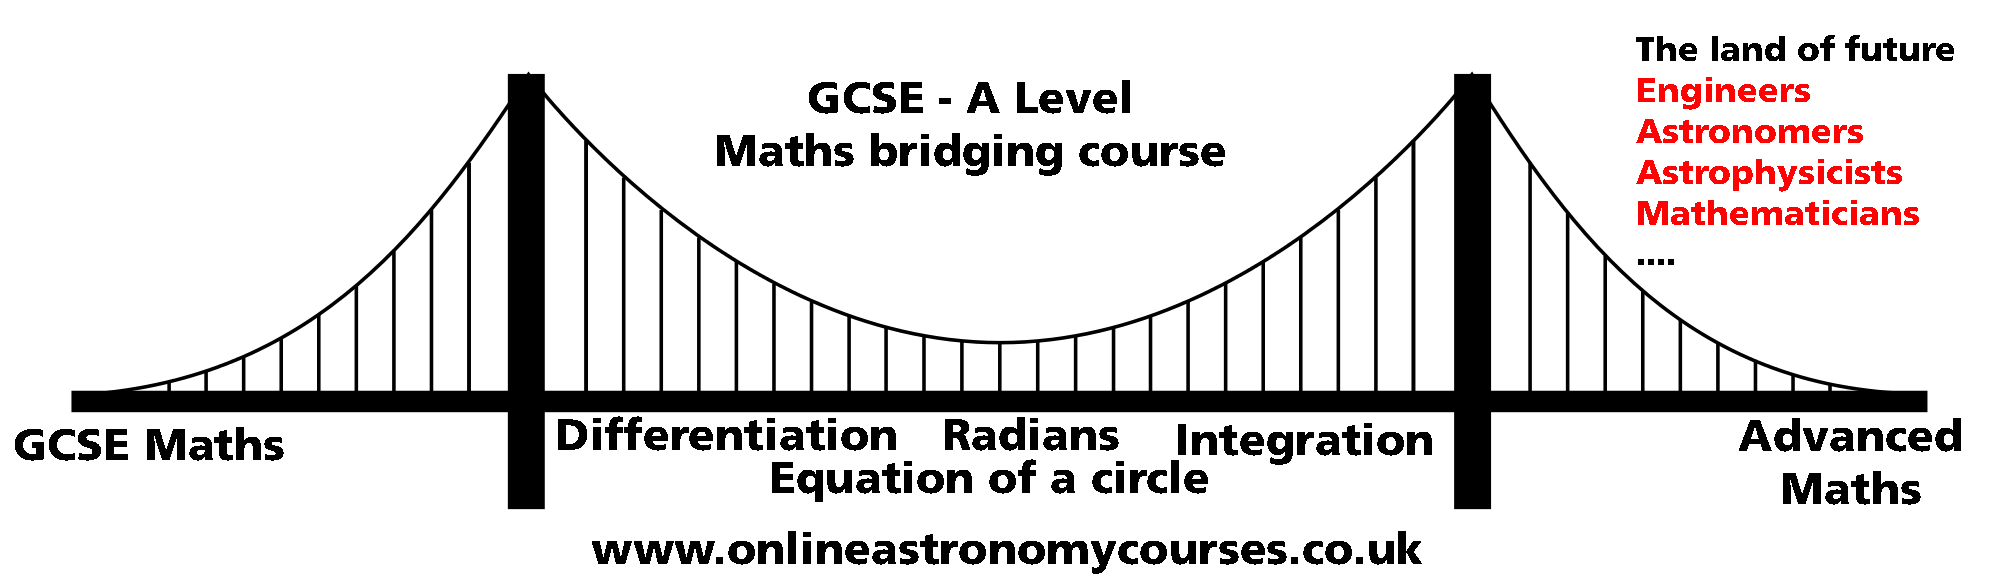 GCSE - A Level
Maths bridging course
The land of future
Engineers
Astronomers
Astrophysicists
Mathematicians
....
GCSE Maths
Differentiation
Radians
Integration
Equation of a circle
Advanced
Maths
www.onlineastronomycourses.co.uk